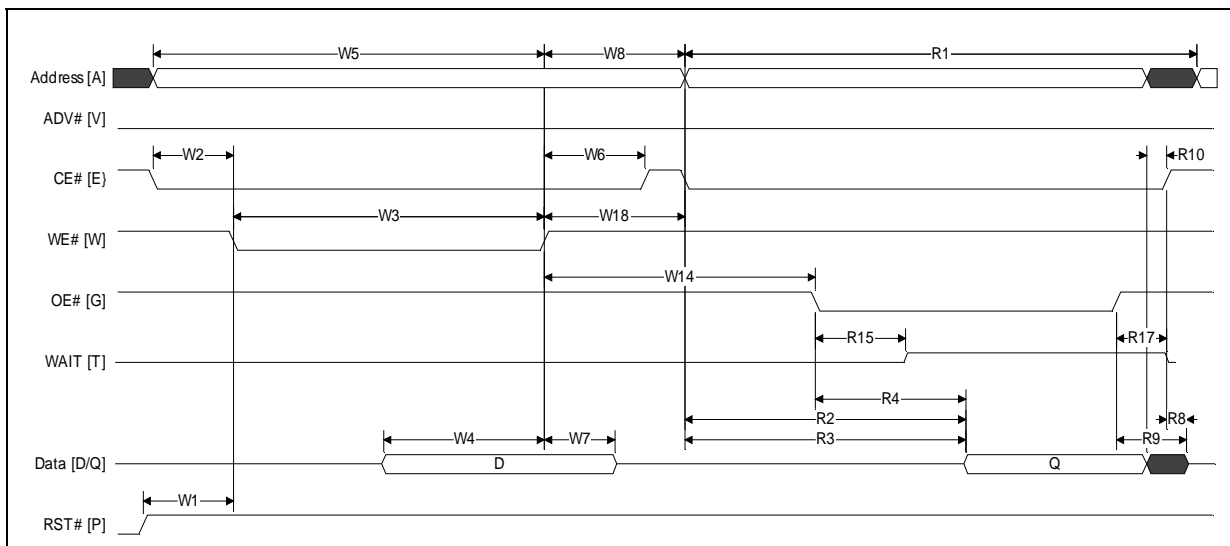 W5 W8 R1
Address [A]
ADV# [V]
W2 W6 R10
CE# [E}
W3 W18
WE# [W]
W14
OE# [G]
R15 R17
WAIT [T]
R4
R2 R8
R3 R9
W4 W7
Data [D/Q] D Q
W1
RST# [P]